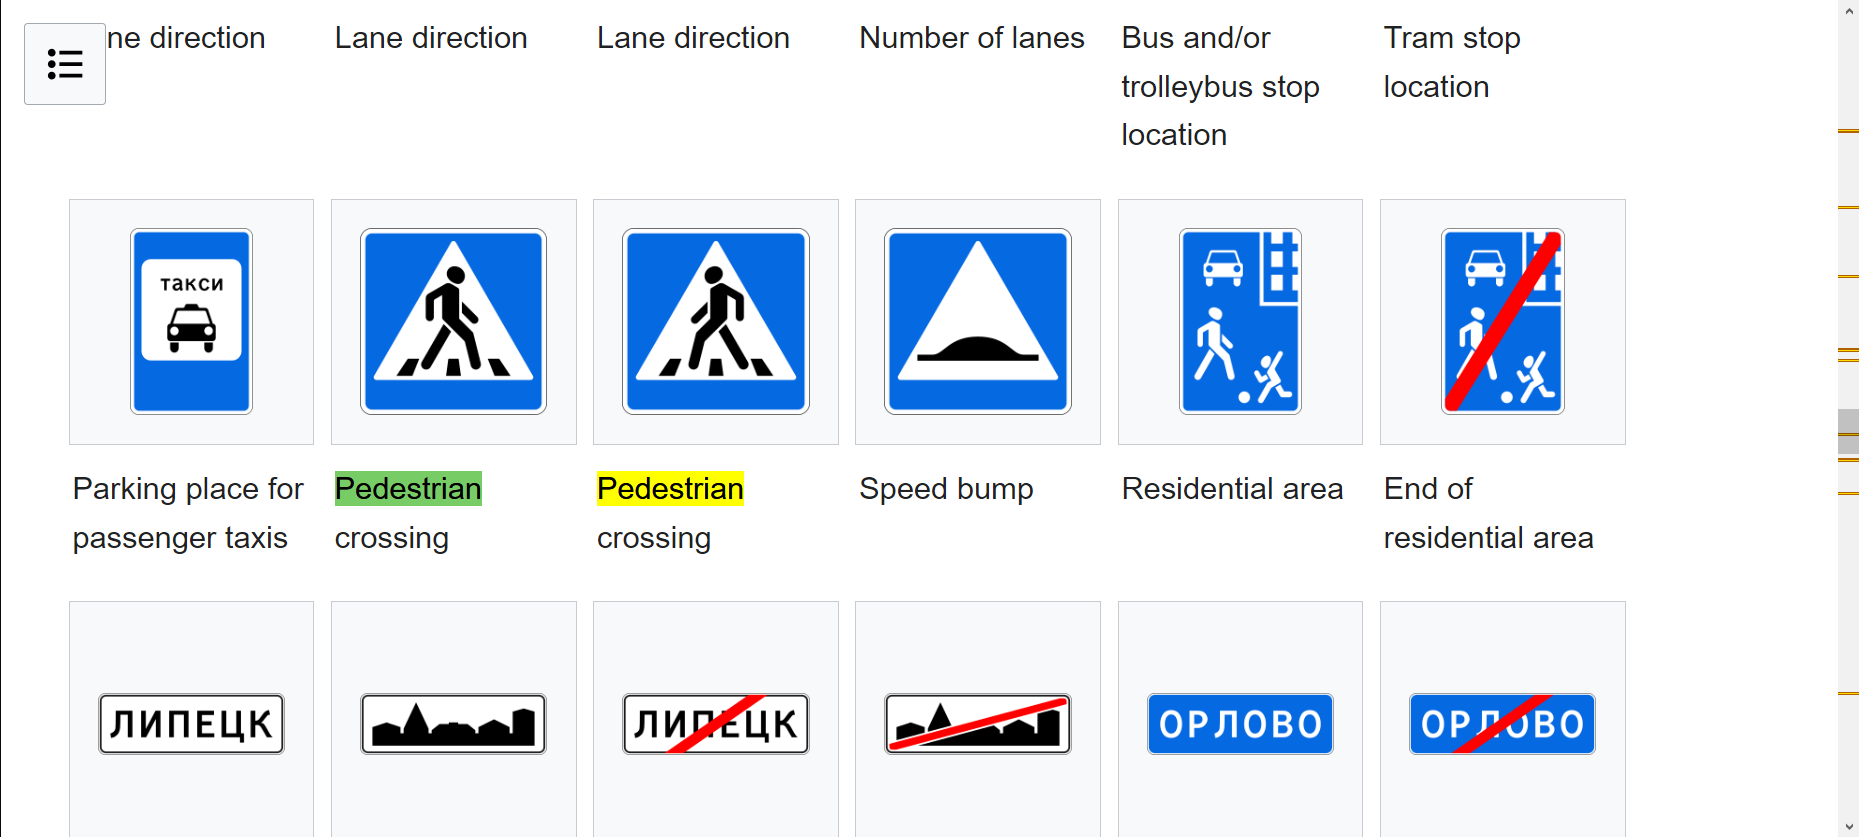 ne direction
Lane direction
Lane direction
Number of lanes
Bus and/or
trolleybus stop
location
Tram stop
location
такси
Parking place for
passenger taxis
Pedestrian
crossing
Pedestrian
crossing
Speed bump
Residential area
End of
residential area
ЛИПЕЦК
ЛИПЕЦК
ОРЛОВО
ОРЛОВО